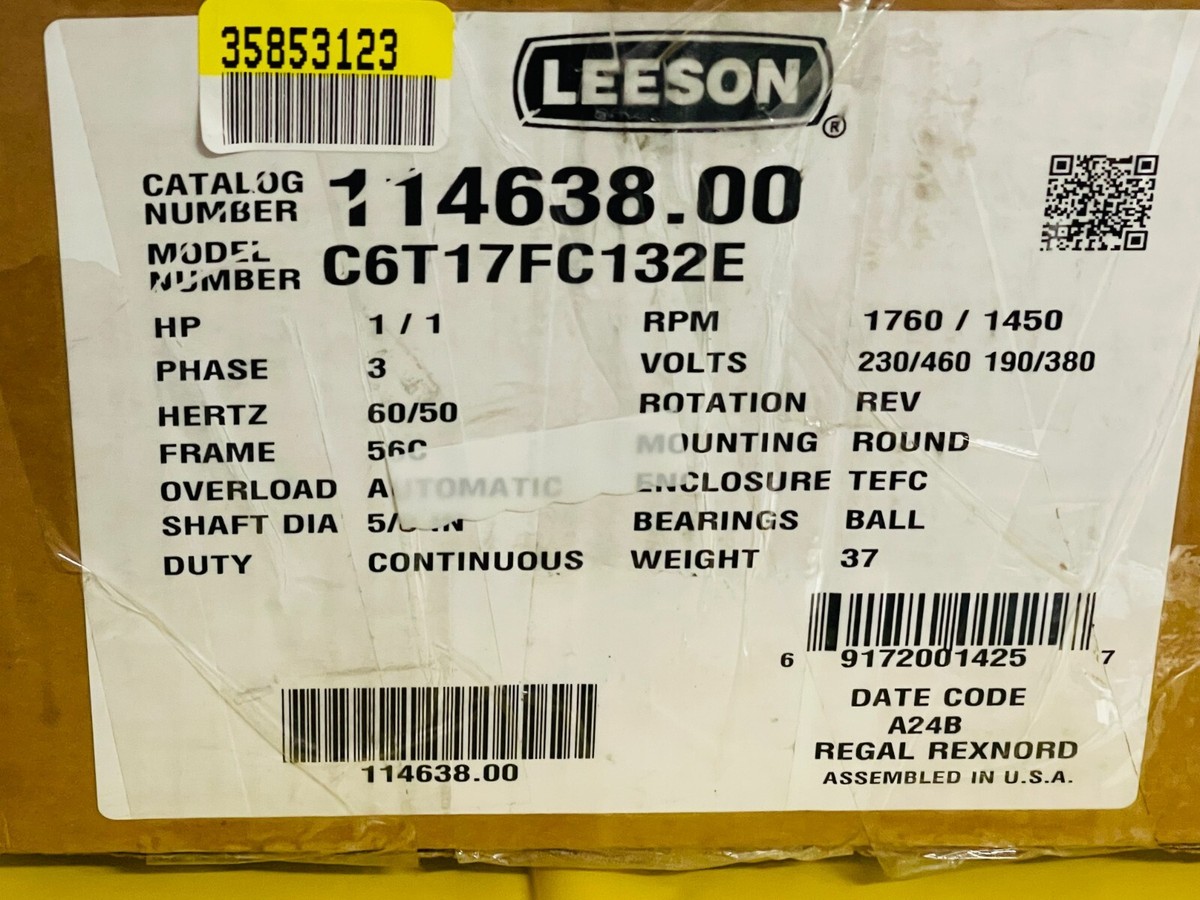 35853123
LEESON
®
CATALOG NUMBER 114638.00
MODEL NUMBER C6T17FC132E
HP 1 / 1 RPM 1760 / 1450
PHASE 3 VOLTS 230/460 190/380
HERTZ 60/50 ROTATION REV
FRAME 56C MOUNTING ROUND
OVERLOAD AUTOMATIC ENCLOSURE TEFC
SHAFT DIA IN BEARINGS BALL
DUTY CONTINUOUS WEIGHT 37
6 9172001425 7
DATE CODE
A24B
REGAL REXNORD
ASSEMBLED IN U.S.A.
114638.00